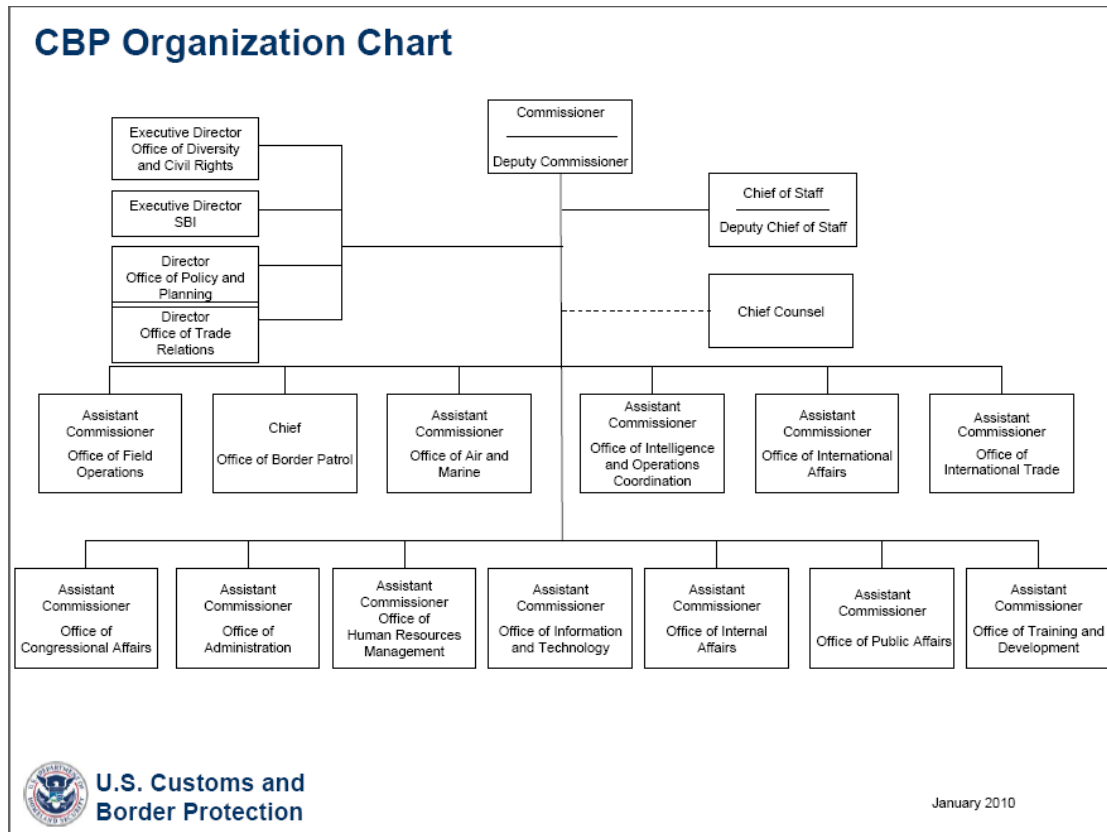 CBP Organization Chart
Commissioner
Deputy Commissioner
Executive Director
Office of Diversity
and Civil Rights
Executive Director
SBI
Director
Office of Policy and
Planning
Director
Office of Trade
Relations
Chief of Staff
Deputy Chief of Staff
Chief Counsel
Assistant
Commissioner
Office of Field
Operations
Chief
Office of Border Patrol
Assistant
Commissioner
Office of Air and
Marine
Assistant
Commissioner
Office of Intelligence
and Operations
Coordination
Assistant
Commissioner
Office of International
Affairs
Assistant
Commissioner
Office of
International Trade
Assistant
Commissioner
Office of
Congressional Affairs
Assistant
Commissioner
Office of
Administration
Assistant
Commissioner
Office of
Human Resources
Management
Assistant
Commissioner
Office of Information
and Technology
Assistant
Commissioner
Office of Internal
Affairs
Assistant
Commissioner
Office of Public Affairs
Assistant
Commissioner
Office of Training and
Development
U.S. Customs and
Border Protection
January 2010